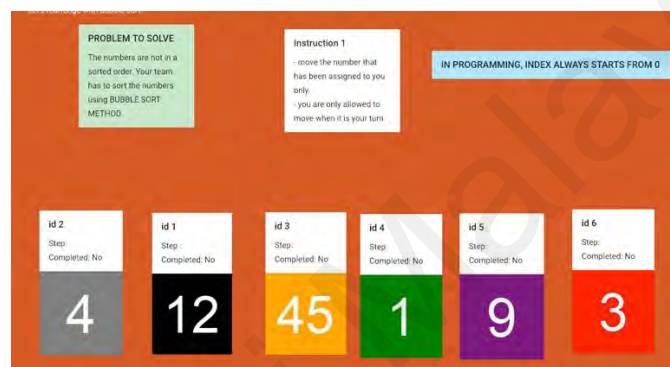 PROBLEM TO SOLVE
The numbers are not in a
sorted order. Your team
has to sort the numbers
using BUBBLE SORT
METHOD.
Instruction 1
- move the number that
has been assigned to you
only
- you are only allowed to
move when it is your turn
IN PROGRAMMING, INDEX ALWAYS STARTS FROM 0
id 2
Step:
Completed: No
4
id 1
Step :
Completed: No
12
id 3
Step:
Completed: No
45
id 4
Step:
Completed: No
1
id 5
Step:
Completed: No
9
id 6
Step:
Completed: No
3